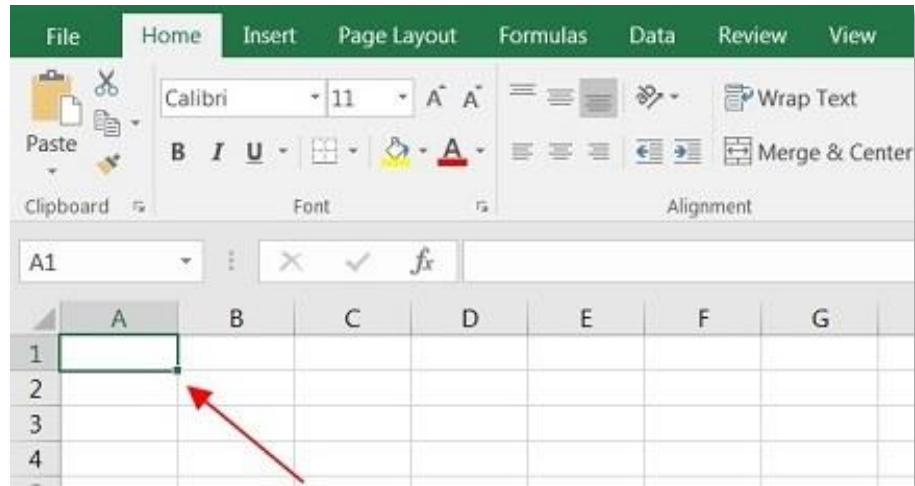 File Home Insert Page Layout Formulas Data Review View
Calibri 11 A A Wrap Text
Paste B I U A Merge & Center
Clipboard Font Alignment
A1 fx
A B C D E F G
1
2
3
4